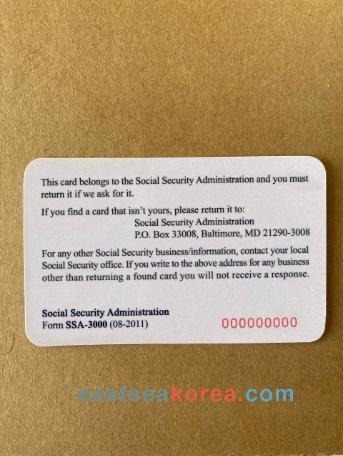 This card belongs to the Social Security Administration and you must
return it if we ask for it.
If you find a card that isn't yours, please return it to:
Social Security Administration
P.O. Box 33008, Baltimore, MD 21290-3008
For any other Social Security business/information, contact your local
Social Security office. If you write to the above address for any business
other than returning a found card you will not receive a response.
Social Security Administration
Form SSA-3000 (08-2011)
000000000
eastseakorea.com